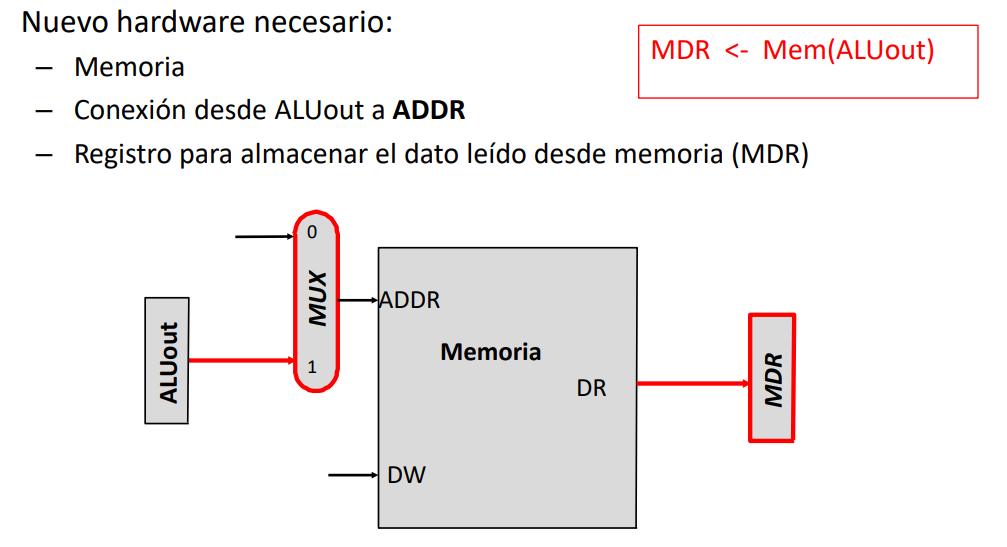 Nuevo hardware necesario:
MDR <- Mem(ALUout)
– Memoria
– Conexión desde ALUout a ADDR
– Registro para almacenar el dato leído desde memoria (MDR)
0
MUX
1
ALUout
ADDR
Memoria
DR
DW
MDR